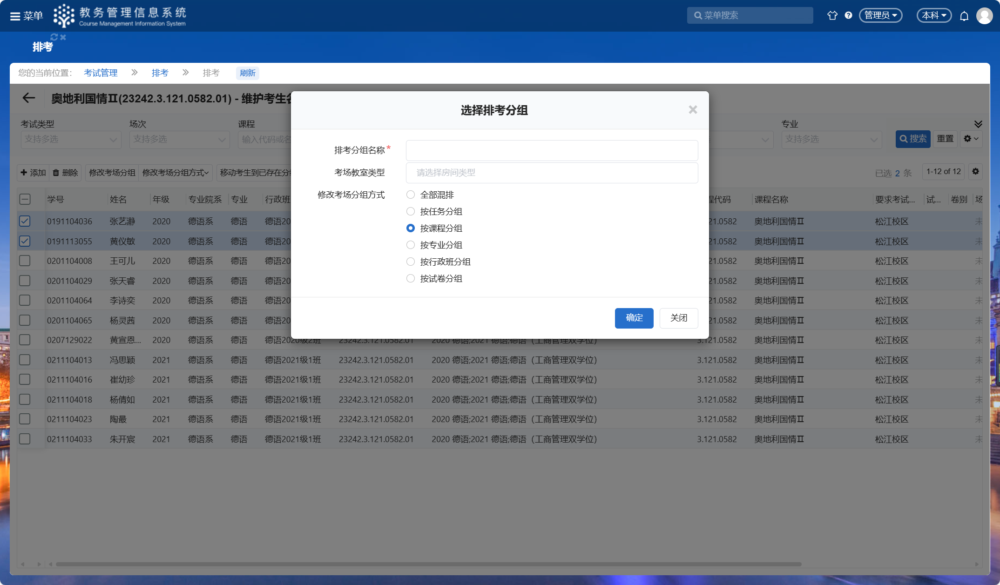 菜单
教务管理信息系统
Course Management Information System
菜单搜索
管理员
本科
排考
您的当前位置： 考试管理 排考 排考 刷新
奥地利国情Ⅱ(23242.3.121.0582.01) - 维护考生
考试类型 场次 课程 专业
支持多选 支持多选 输入代码或 支持多选 搜索 重置
添加 删除 修改考场分组 修改考场分组方式 移动考生到已存在分 已选 2 条 1-12 of 12
学号 姓名 年级 专业院系 专业 行政班 代码 课程名称 要求考试... 试... 卷别 场
0191104036 张艺瀞 2020 德语系 德语 德语20 21.0582 奥地利国情Ⅱ 松江校区 未
0191113055 黄仪敏 2020 德语系 德语 德语20 21.0582 奥地利国情Ⅱ 松江校区 未
0201104008 王可儿 2020 德语系 德语 德语20 21.0582 奥地利国情Ⅱ 松江校区 未
0201104029 张天睿 2020 德语系 德语 德语20 21.0582 奥地利国情Ⅱ 松江校区 未
0201104064 李诗奕 2020 德语系 德语 德语20 21.0582 奥地利国情Ⅱ 松江校区 未
0201104065 杨灵茜 2020 德语系 德语 德语20 21.0582 奥地利国情Ⅱ 松江校区 未
0207129022 黄宣恩... 2020 德语系 德语 德语2020级2班 23242.3.121.0582.01 2020 德语;2021 德语;德语（工商管理双学位） 3.121.0582 奥地利国情Ⅱ 松江校区 未
0211104013 冯思颖 2021 德语系 德语 德语2021级1班 23242.3.121.0582.01 2020 德语;2021 德语;德语（工商管理双学位） 3.121.0582 奥地利国情Ⅱ 松江校区 未
0211104016 崔幼珍 2021 德语系 德语 德语2021级1班 23242.3.121.0582.01 2020 德语;2021 德语;德语（工商管理双学位） 3.121.0582 奥地利国情Ⅱ 松江校区 未
0211104018 杨倩如 2021 德语系 德语 德语2021级1班 23242.3.121.0582.01 2020 德语;2021 德语;德语（工商管理双学位） 3.121.0582 奥地利国情Ⅱ 松江校区 未
0211104023 陶最 2021 德语系 德语 德语2021级1班 23242.3.121.0582.01 2020 德语;2021 德语;德语（工商管理双学位） 3.121.0582 奥地利国情Ⅱ 松江校区 未
0211104033 朱开宸 2021 德语系 德语 德语2021级1班 23242.3.121.0582.01 2020 德语;2021 德语;德语（工商管理双学位） 3.121.0582 奥地利国情Ⅱ 松江校区 未
选择排考分组
排考分组名称*
考场教室类型 请选择房间类型
修改考场分组方式 全部混排
按任务分组
按课程分组
按专业分组
按行政班分组
按试卷分组
确定 关闭